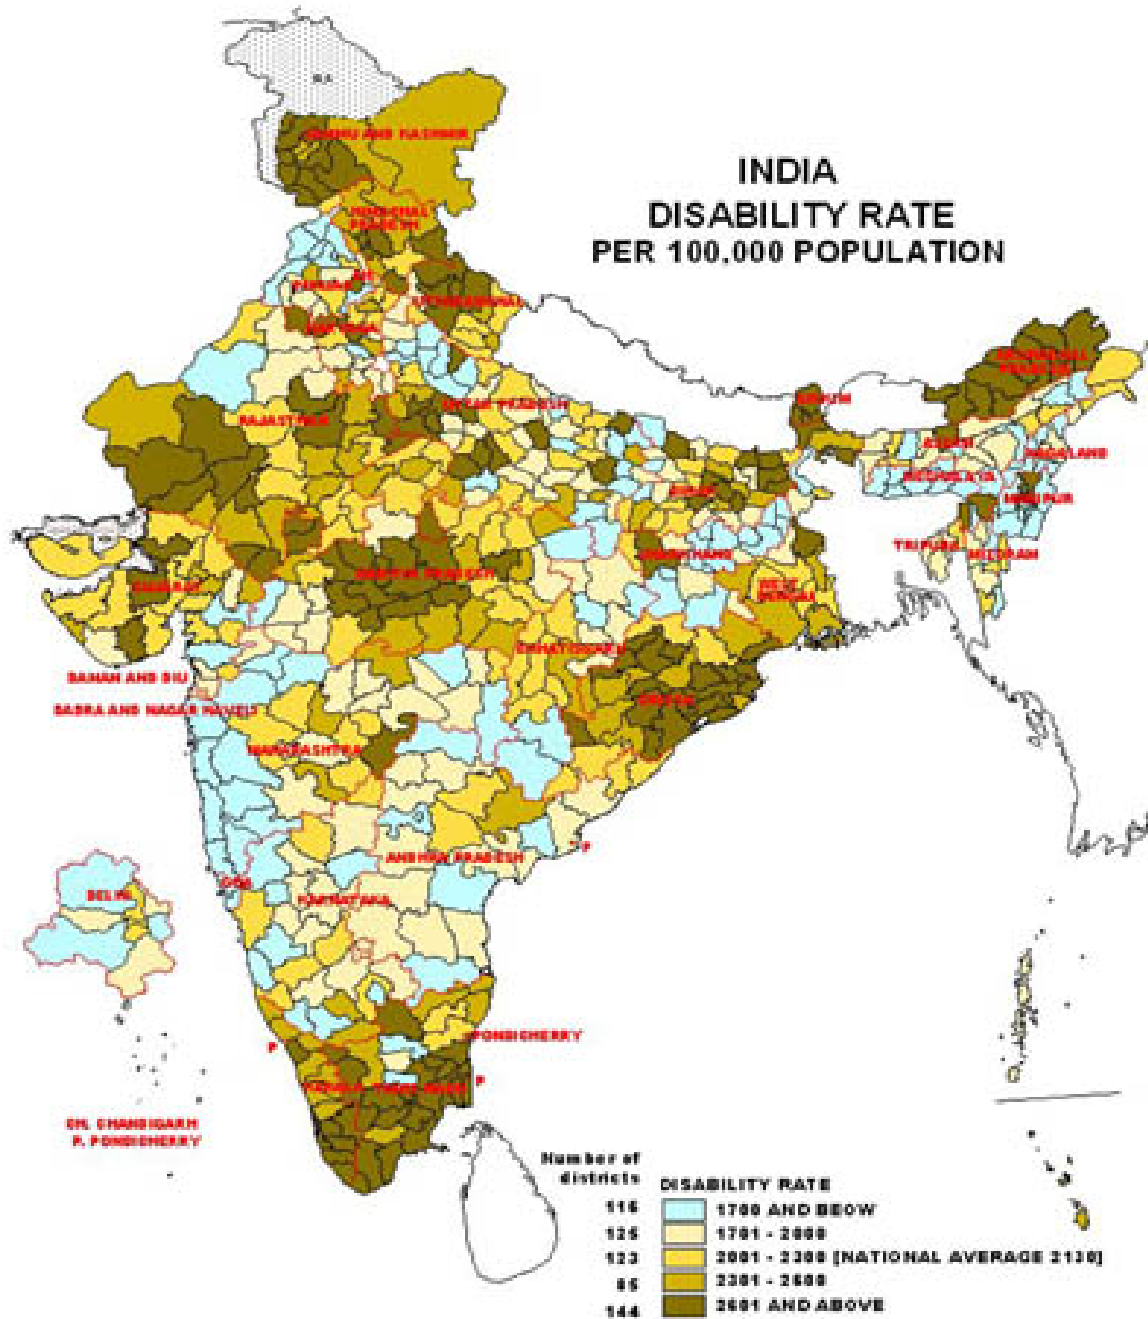 N.A
JAMMU AND KASHMIR
INDIA
DISABILITY RATE
PER 100,000 POPULATION
HIMACHAL
PRADESH
CH.
PUNJAB
UTTARANCHAL
HARYANA
ARUNACHAL
PRADESH
SIKKIM
UTTAR PRADESH
RAJASTHAN
ASSAM
NAGALAND
MEGHALAYA
BIHAR
MANIPUR
TRIPURA
MIZORAM
JHARKHAND
MADHYA PRADESH
GUJARAT
WEST
BENGAL
CHHATISGARH
DAMAN AND DIU
ORISSA
DADRA AND NAGAR HAVELI
MAHARASHTRA
P
ANDHRA PRADESH
GOA
DELHI
KARNATAKA
PONDICHERRY
P
P
KERALA
TAMIL NADU
CH. CHANDIGARH
P. PONDICHERRY
Number of
districts
DISABILITY RATE
116 1700 AND BEOW
125 1701 - 2000
123 2001 - 2300 [NATIONAL AVERAGE 2130]
85 2301 - 2600
144 2601 AND ABOVE